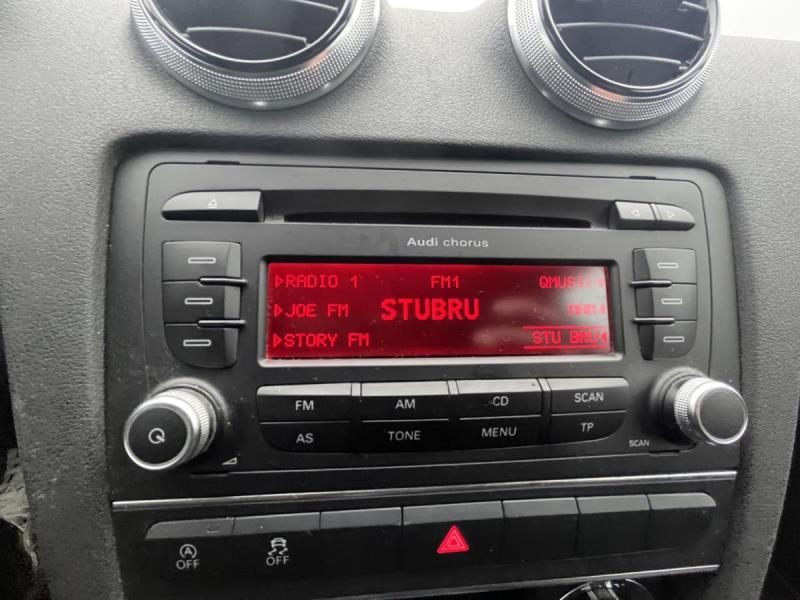 Audi chorus
RADIO 1 FM1 QMUSIC
JOE FM STUBRU
STORY FM STU BRU
FM AM CD SCAN
AS TONE MENU TP
SCAN
A
OFF OFF